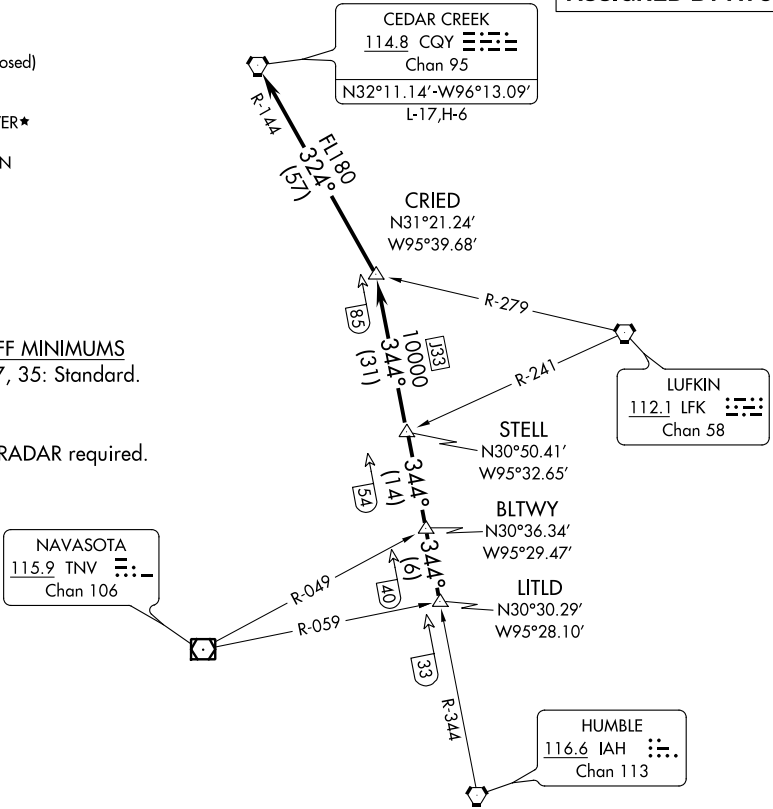 ASSIGNED BY ATC
CEDAR CREEK
114.8 CQY
Chan 95
N32°11.14′-W96°13.09′
L-17,H-6
osed)
ER★
N
R-144
FL180
324°
(57)
CRIED
N31°21.24′
W95°39.68′
R-279
85
10000
344°
(31)
J33
FF MINIMUMS
7, 35: Standard.
R-241
LUFKIN
112.1 LFK
Chan 58
STELL
N30°50.41′
W95°32.65′
RADAR required.
344°
(14)
54
BLTWY
N30°36.34′
W95°29.47′
NAVASOTA
115.9 TNV
Chan 106
R-049
344°
(6)
40
LITLD
N30°30.29′
W95°28.10′
R-059
33
R-344
HUMBLE
116.6 IAH
Chan 113